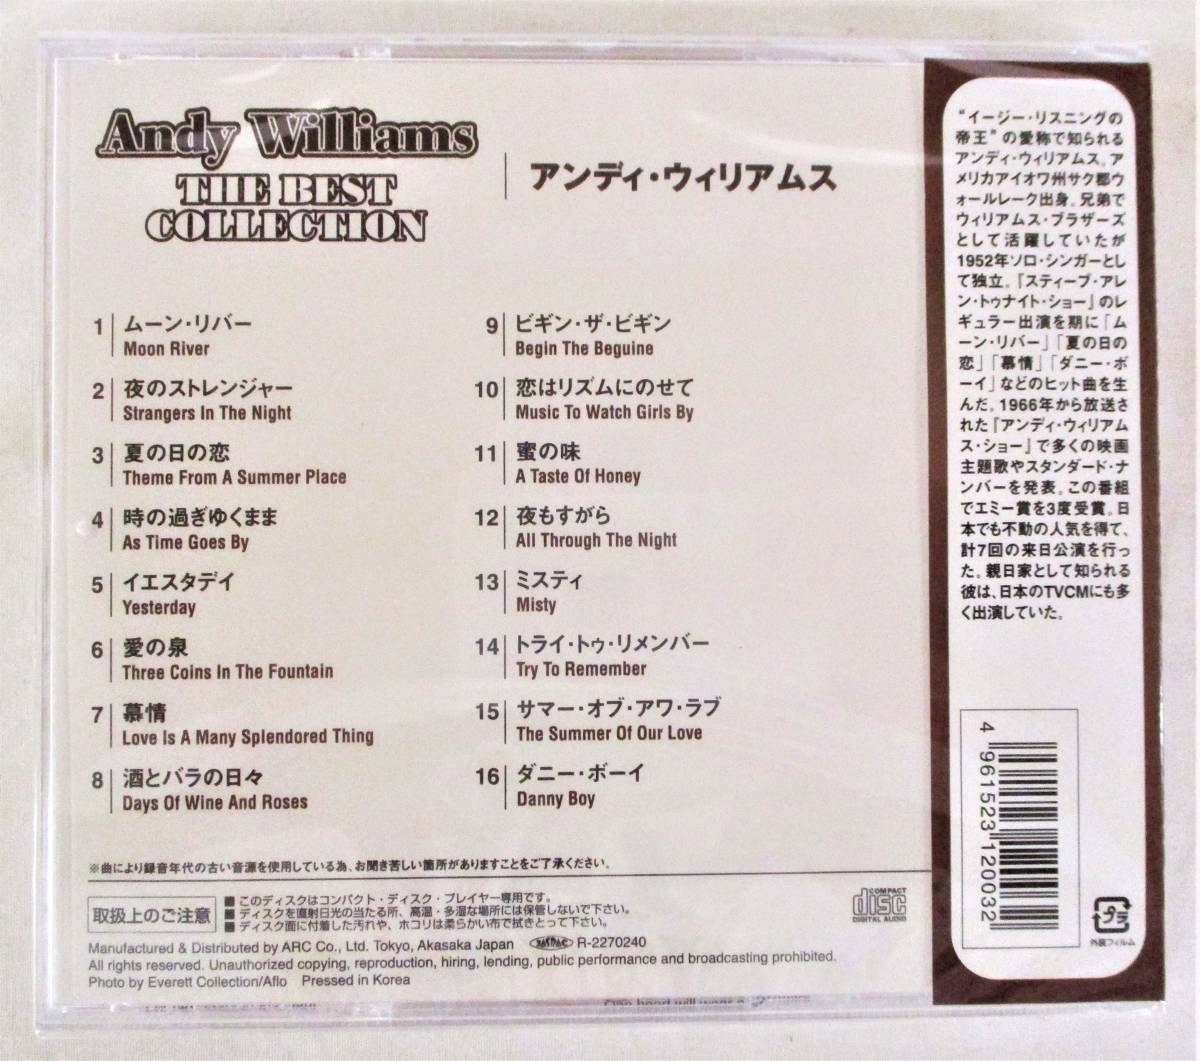 Andy Williams
THE BEST
COLLECTION
アンディ・ウィリアムス
1 ムーン・リバー
Moon River
2 夜のストレンジャー
Strangers In The Night
3 夏の日の恋
Theme From A Summer Place
4 時の過ぎゆくまま
As Time Goes By
5 イエスタデイ
Yesterday
6 愛の泉
Three Coins In The Fountain
7 慕情
Love Is A Many Splendored Thing
8 酒とバラの日々
Days Of Wine And Roses
9 ビギン・ザ・ビギン
Begin The Beguine
10 恋はリズムにのせて
Music To Watch Girls By
11 蜜の味
A Taste Of Honey
12 夜もすがら
All Through The Night
13 ミスティ
Misty
14 トライ・トゥ・リメンバー
Try To Remember
15 サマー・オブ・アワ・ラブ
The Summer Of Our Love
16 ダニー・ボーイ
Danny Boy
※曲により録音年代の古い音源を使用している為、お聞き苦しい箇所がありますことをご了承ください。
取扱上のご注意
■このディスクはコンパクト・ディスク・プレイヤー専用です。
■ディスクを直射日光の当たる所、高温・多湿な場所には保管しないで下さい。
■ディスク面に付着した汚れや、ホコリは柔らかい布で拭きとって下さい。
COMPACT
disc
DIGITAL AUDIO
Manufactured & Distributed by ARC Co., Ltd. Tokyo, Akasaka Japan R-2270240
All rights reserved. Unauthorized copying, reproduction, hiring, lending, public performance and broadcasting prohibited.
Photo by Everett Collection/Aflo Pressed in Korea
“イージー・リスニングの
帝王”の愛称で知られる
アンディ・ウィリアムス。ア
メリカアイオワ州サク郡ウ
ォールレーク出身。兄弟で
ウィリアムス・ブラザーズ
として活躍していたが
1952年ソロ・シンガーとし
て独立。『スティーブ・アレ
ン・トゥナイト・ショー』のレ
ギュラー出演を期に「ム
ーン・リバー」「夏の日の
恋」「慕情」「ダニー・ボー
イ」などのヒット曲を生
んだ。1966年から放送さ
れた『アンディ・ウィリアム
ス・ショー』で多くの映画
主題歌やスタンダード・ナ
ンバーを発表。この番組
でエミー賞を3度受賞。日
本でも不動の人気を得て、
計7回の来日公演を行っ
た。親日家として知られる
彼は、日本のTVCMにも多
く出演していた。
4 961523 120032
プラ
外装フィルム